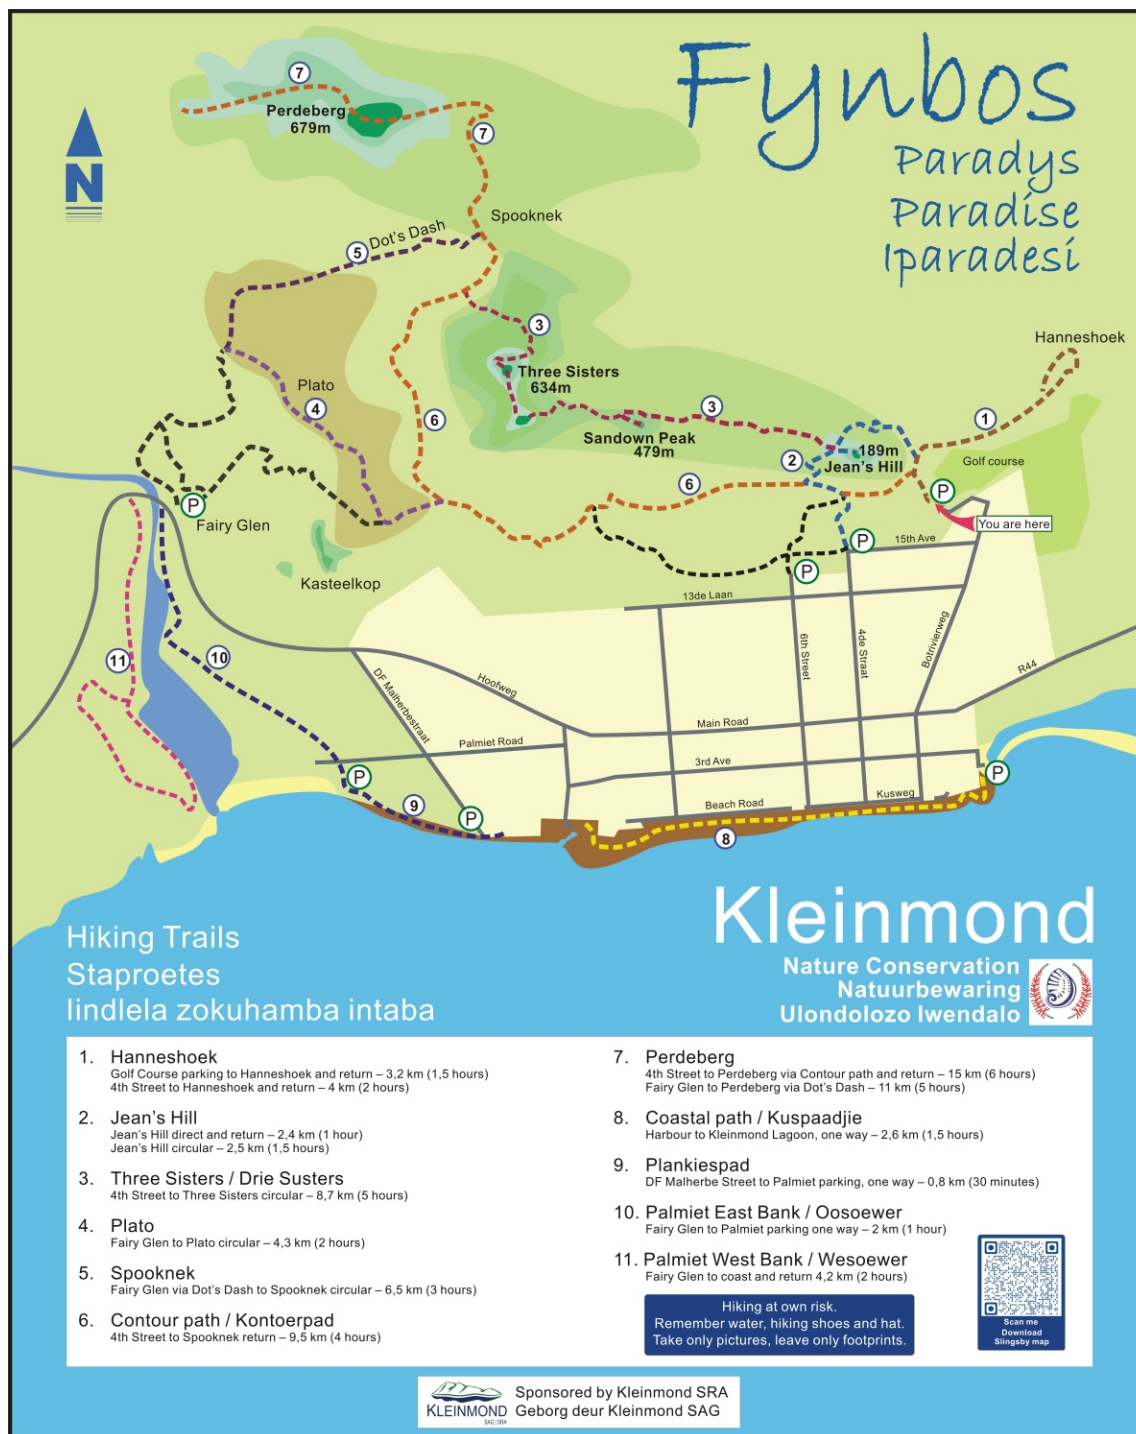 Fynbos
Paradys
Paradise
Iparadesi
N
7
Perdeberg
679m
7
Spooknek
Dot's Dash
5
3
Three Sisters
634m
Hanneshoek
Plato
4
6
3
1
Sandown Peak
479m
2
189m
Jean's Hill
Golf course
6
P
P
Fairy Glen
You are here
15th Ave
P
P
Kasteelkop
13de Laan
6th Street
4de Straat
Botrivierweg
R44
11
10
DF Malherbestraat
Hoofweg
Main Road
Palmiet Road
3rd Ave
P
P
9
P
Beach Road
Kusweg
8
Kleinmond
Nature Conservation
Natuurbewaring
Ulondolozo Iwendalo
Hiking Trails
Staproetes
Iindlela zokuhamba intaba
1. Hanneshoek
Golf Course parking to Hanneshoek and return – 3,2 km (1,5 hours)
4th Street to Hanneshoek and return – 4 km (2 hours)
2. Jean's Hill
Jean's Hill direct and return – 2,4 km (1 hour)
Jean's Hill circular – 2,5 km (1,5 hours)
3. Three Sisters / Drie Susters
4th Street to Three Sisters circular – 8,7 km (5 hours)
4. Plato
Fairy Glen to Plato circular – 4,3 km (2 hours)
5. Spooknek
Fairy Glen via Dot's Dash to Spooknek circular – 6,5 km (3 hours)
6. Contour path / Kontoerpad
4th Street to Spooknek return – 9,5 km (4 hours)
7. Perdeberg
4th Street to Perdeberg via Contour path and return – 15 km (6 hours)
Fairy Glen to Perdeberg via Dot's Dash – 11 km (5 hours)
8. Coastal path / Kuspaadjie
Harbour to Kleinmond Lagoon, one way – 2,6 km (1,5 hours)
9. Plankiespad
DF Malherbe Street to Palmiet parking, one way – 0,8 km (30 minutes)
10. Palmiet East Bank / Oosoewer
Fairy Glen to Palmiet parking one way – 2 km (1 hour)
11. Palmiet West Bank / Wesoewer
Fairy Glen to coast and return 4,2 km (2 hours)
Hiking at own risk.
Remember water, hiking shoes and hat.
Take only pictures, leave only footprints.
Scan me
Download
Slingsby map
KLEINMOND
SAG | SRA
Sponsored by Kleinmond SRA
Geborg deur Kleinmond SAG